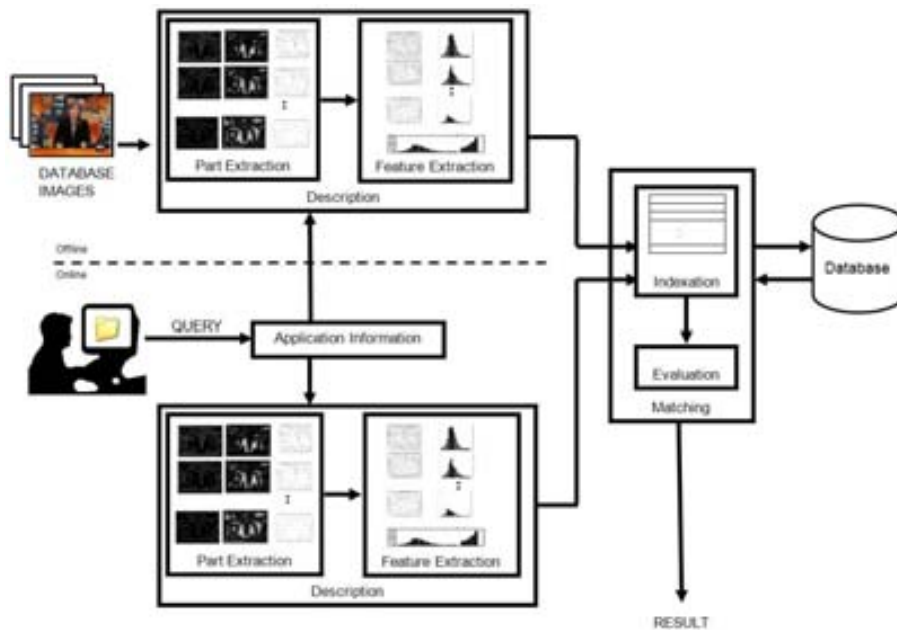 Part Extraction
Feature Extraction
Description
DATABASE
IMAGES
Offline
Online
QUERY
Application Information
Indexation
Evaluation
Matching
Database
Part Extraction
Feature Extraction
Description
RESULT